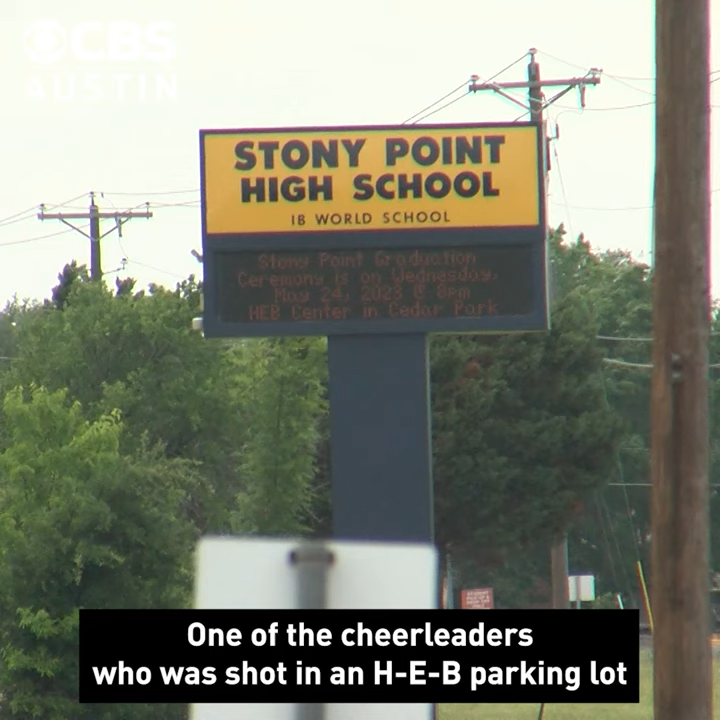 CBS
AUSTIN
STONY POINT
HIGH SCHOOL
IB WORLD SCHOOL
Stony Point Graduation
Ceremony is on Wednesday,
May 24, 2023 @ 8pm
HEB Center in Cedar Park
One of the cheerleaders
who was shot in an H-E-B parking lot